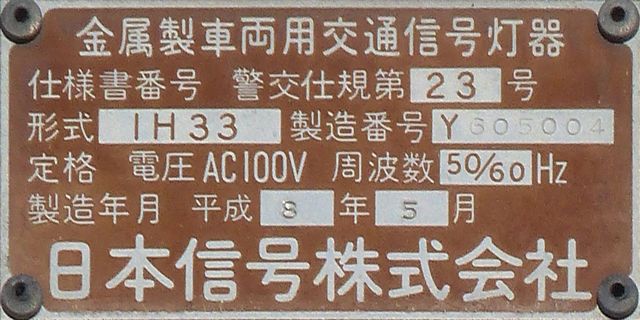 金属製車両用交通信号灯器
仕様書番号 警交仕規第 23 号
形式 1H33 製造番号 Y605004
定格 電圧 AC100V 周波数 50/60 Hz
製造年月 平成 8 年 5 月
日本信号株式会社